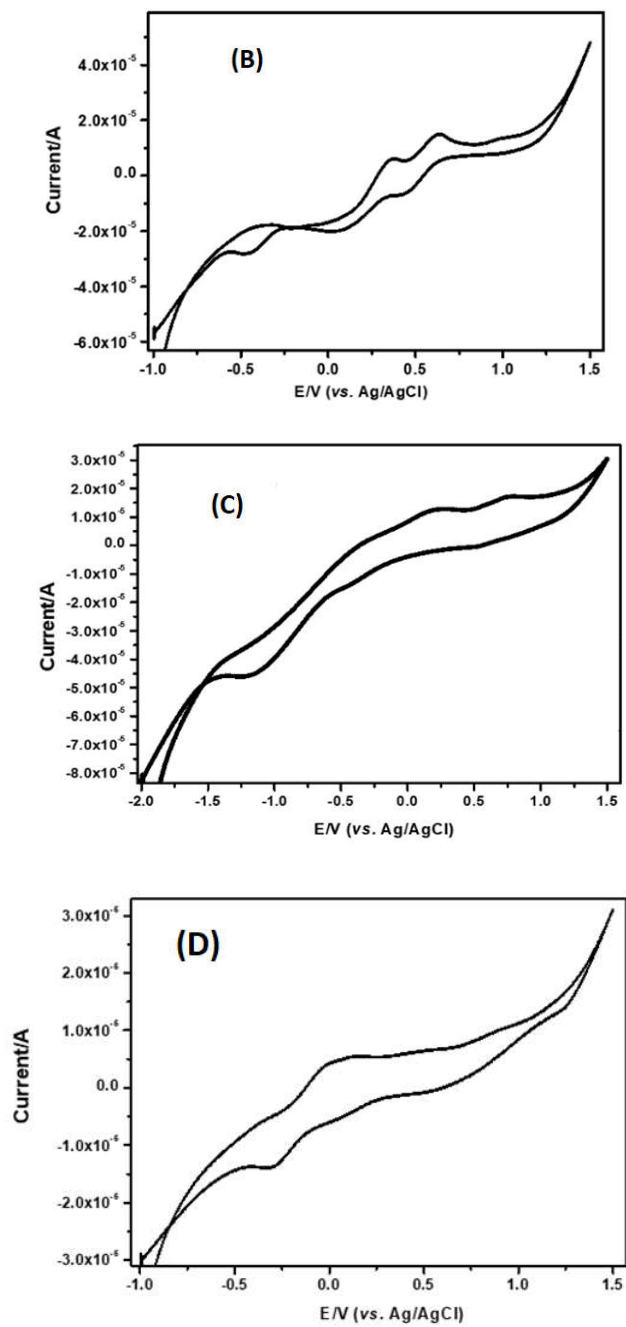 (B)
Current/A
4.0x10⁻⁵
2.0x10⁻⁵
0.0
-2.0x10⁻⁵
-4.0x10⁻⁵
-6.0x10⁻⁵
-1.0 -0.5 0.0 0.5 1.0 1.5
E/V (vs. Ag/AgCl)
(C)
Current/A
3.0x10⁻⁵
2.0x10⁻⁵
1.0x10⁻⁵
0.0
-1.0x10⁻⁵
-2.0x10⁻⁵
-3.0x10⁻⁵
-4.0x10⁻⁵
-5.0x10⁻⁵
-6.0x10⁻⁵
-7.0x10⁻⁵
-8.0x10⁻⁵
-2.0 -1.5 -1.0 -0.5 0.0 0.5 1.0 1.5
E/V (vs. Ag/AgCl)
(D)
Current/A
3.0x10⁻⁵
2.0x10⁻⁵
1.0x10⁻⁵
0.0
-1.0x10⁻⁵
-2.0x10⁻⁵
-3.0x10⁻⁵
-1.0 -0.5 0.0 0.5 1.0 1.5
E/V (vs. Ag/AgCl)